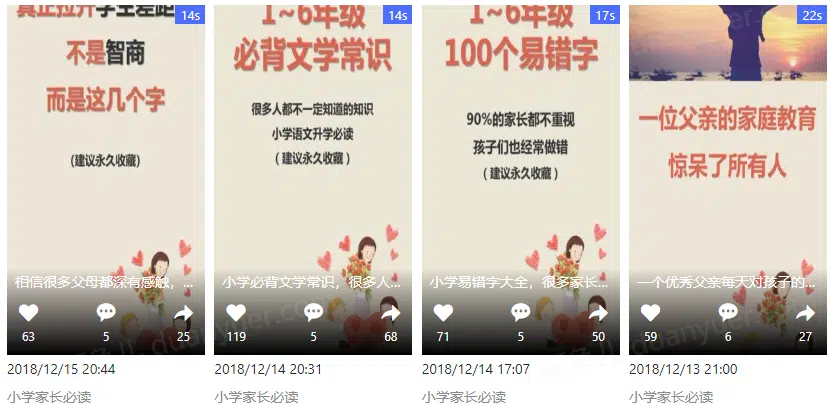 真正拉开学生差距
14s
不是智商
而是这几个字
(建议永久收藏)
相信很多父母都深有感触，...
63
5
25
2018/12/15 20:44
小学家长必读
1~6年级
14s
必背文学常识
很多人都不一定知道的知识
小学语文升学必读
（建议永久收藏）
小学必背文学常识，很多人...
119
5
68
2018/12/14 20:31
小学家长必读
1~6年级
17s
100个易错字
90%的家长都不重视
孩子们也经常做错
（建议永久收藏）
小学易错字大全，很多家长...
71
5
50
2018/12/14 17:07
小学家长必读
22s
一位父亲的家庭教育
惊呆了所有人
一个优秀父亲每天对孩子的...
59
6
27
2018/12/13 21:00
小学家长必读